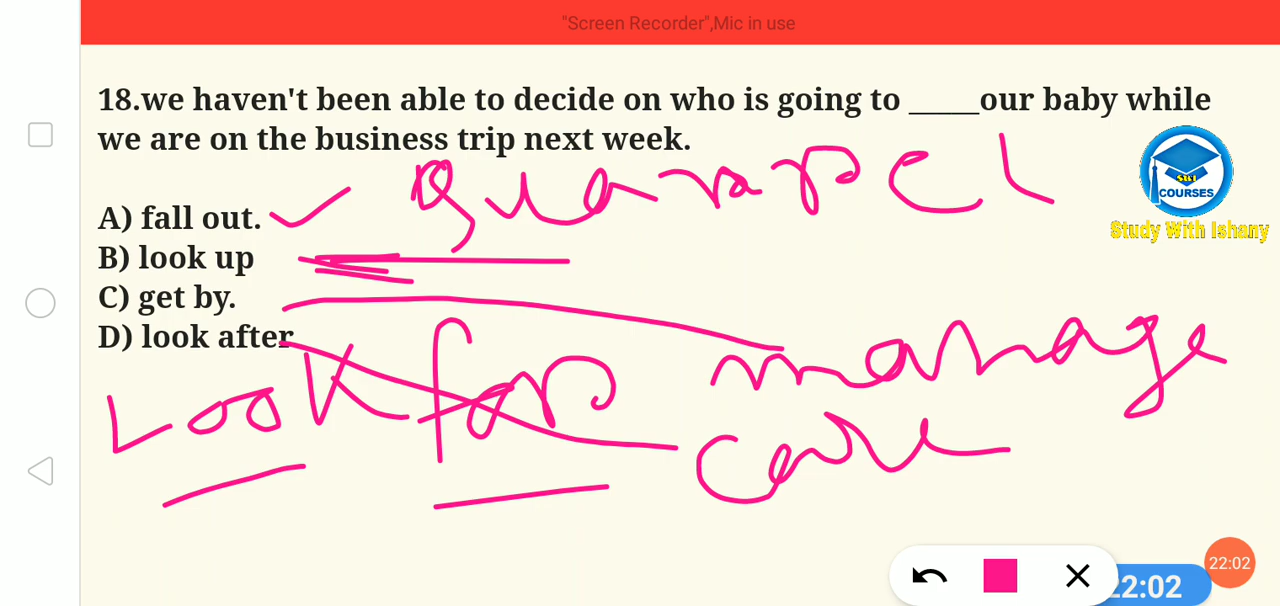 "Screen Recorder",Mic in use
18.we haven't been able to decide on who is going to _____our baby while
we are on the business trip next week.
Quarrel
A) fall out.
B) look up
C) get by.
D) look after
manage
Look for
care
SBI
COURSES
Study With Ishany
22:02
22:02